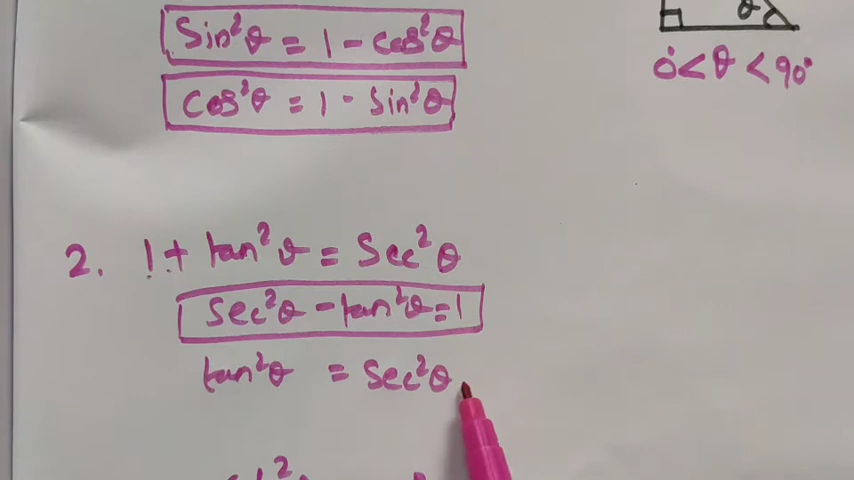 Sin²θ = 1 - cos²θ
cos²θ = 1 - Sin²θ
θ
0° < θ < 90°
2. 1 + tan²θ = Sec²θ
Sec²θ - tan²θ = 1
tan²θ = Sec²θ